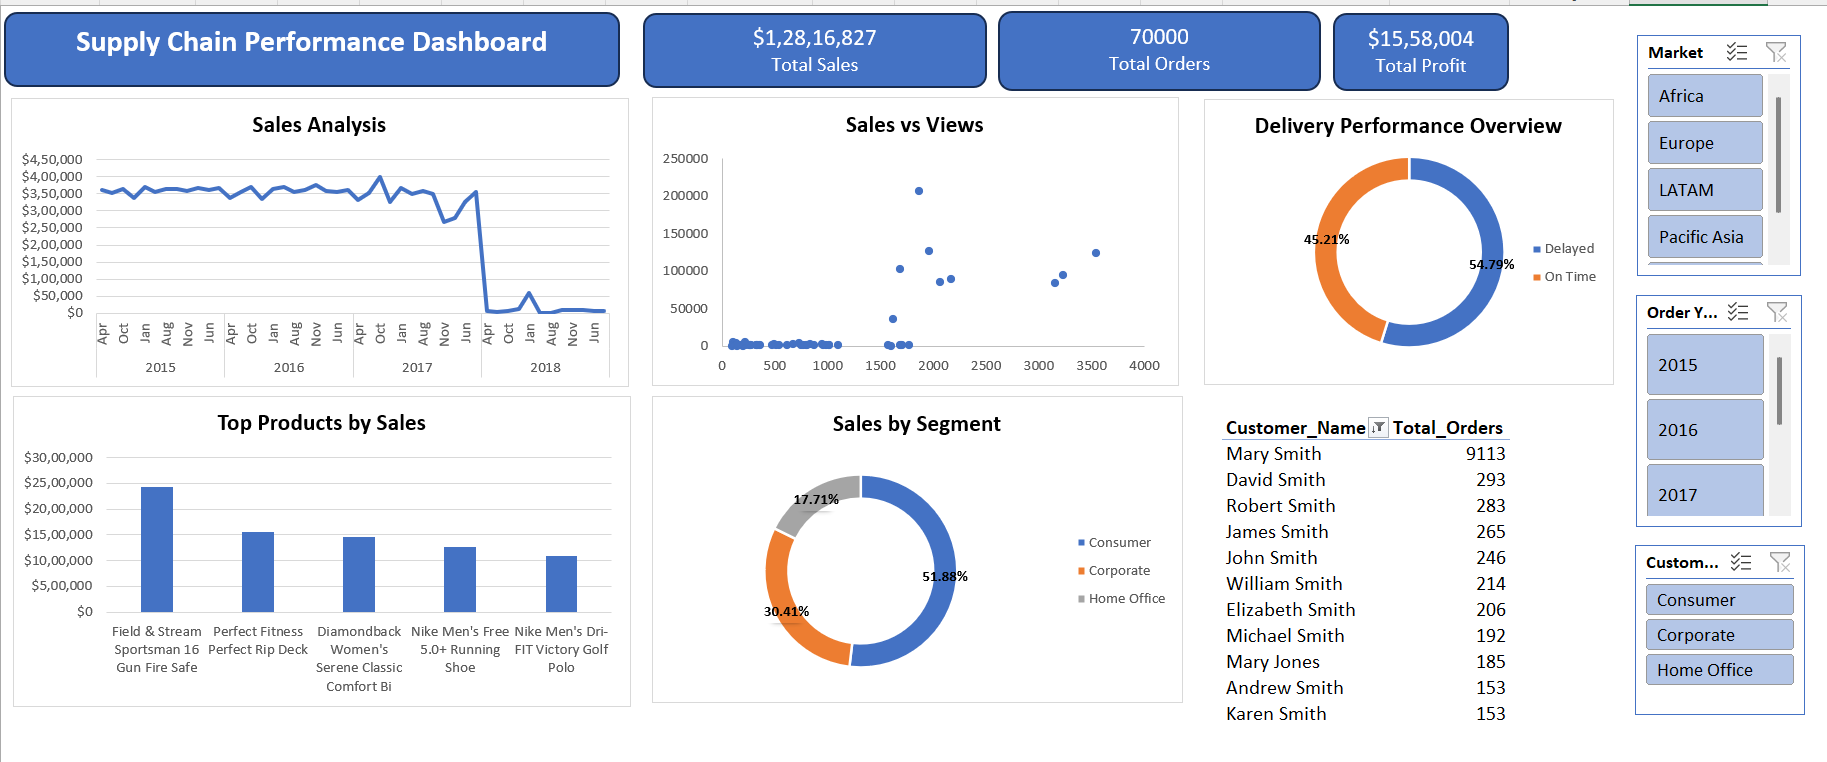 Supply Chain Performance Dashboard
$1,28,16,827
Total Sales
70000
Total Orders
$15,58,004
Total Profit
Sales Analysis
$4,50,000
$4,00,000
$3,50,000
$3,00,000
$2,50,000
$2,00,000
$1,50,000
$1,00,000
$50,000
$0
Apr Oct Jan Aug Nov Jun Apr Oct Jan Aug Nov Jun Apr Oct Jan Aug Nov Jun Apr Oct Jan Aug Nov Jun
2015 2016 2017 2018
Sales vs Views
250000
200000
150000
100000
50000
0
0 500 1000 1500 2000 2500 3000 3500 4000
Delivery Performance Overview
45.21%
54.79%
Delayed
On Time
Top Products by Sales
$30,00,000
$25,00,000
$20,00,000
$15,00,000
$10,00,000
$5,00,000
$0
Field & Stream
Sportsman 16
Gun Fire Safe
Perfect Fitness
Perfect Rip Deck
Diamondback
Women's
Serene Classic
Comfort Bi
Nike Men's Free
5.0+ Running
Shoe
Nike Men's Dri-
FIT Victory Golf
Polo
Sales by Segment
17.71%
51.88%
30.41%
Consumer
Corporate
Home Office
Customer_Name Total_Orders
Mary Smith 9113
David Smith 293
Robert Smith 283
James Smith 265
John Smith 246
William Smith 214
Elizabeth Smith 206
Michael Smith 192
Mary Jones 185
Andrew Smith 153
Karen Smith 153
Market
Africa
Europe
LATAM
Pacific Asia
Order Y...
2015
2016
2017
Custom...
Consumer
Corporate
Home Office